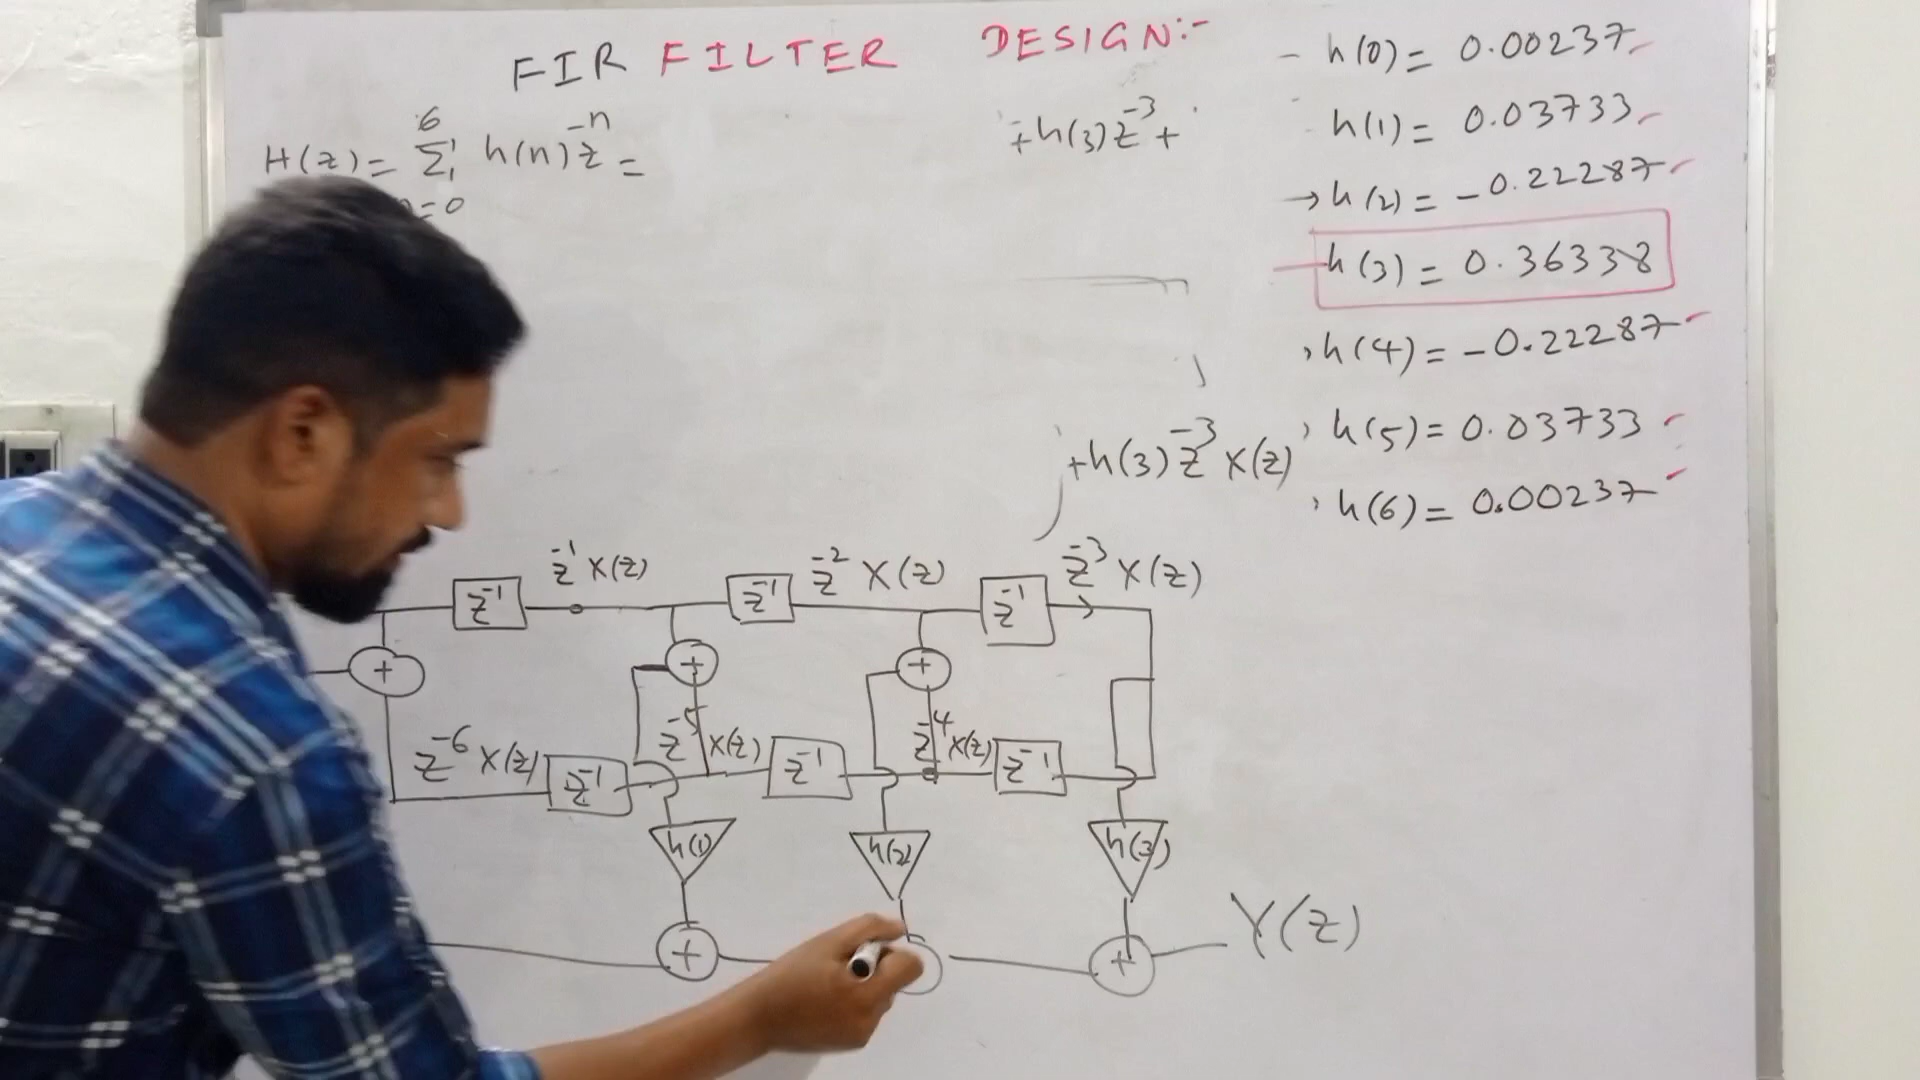 FIR FILTER DESIGN:-
H(z) = 6 Σ n=0 h(n) z^-n =
+h(3) z^-3 +
h(0) = 0.00237
h(1) = 0.03733
→ h(2) = -0.22287
h(3) = 0.36338
h(4) = -0.22287
h(5) = 0.03733
h(6) = 0.00237
+h(3) z^-3 X(z)
z^-1 z^-1 X(z) z^-1 z^-2 X(z) z^-1 z^-3 X(z)
+ + +
z^-6 X(z) z^-1 z^-5 X(z) z^-1 z^-4 X(z) z^-1
h(1) h(2) h(3)
+ + Y(z)